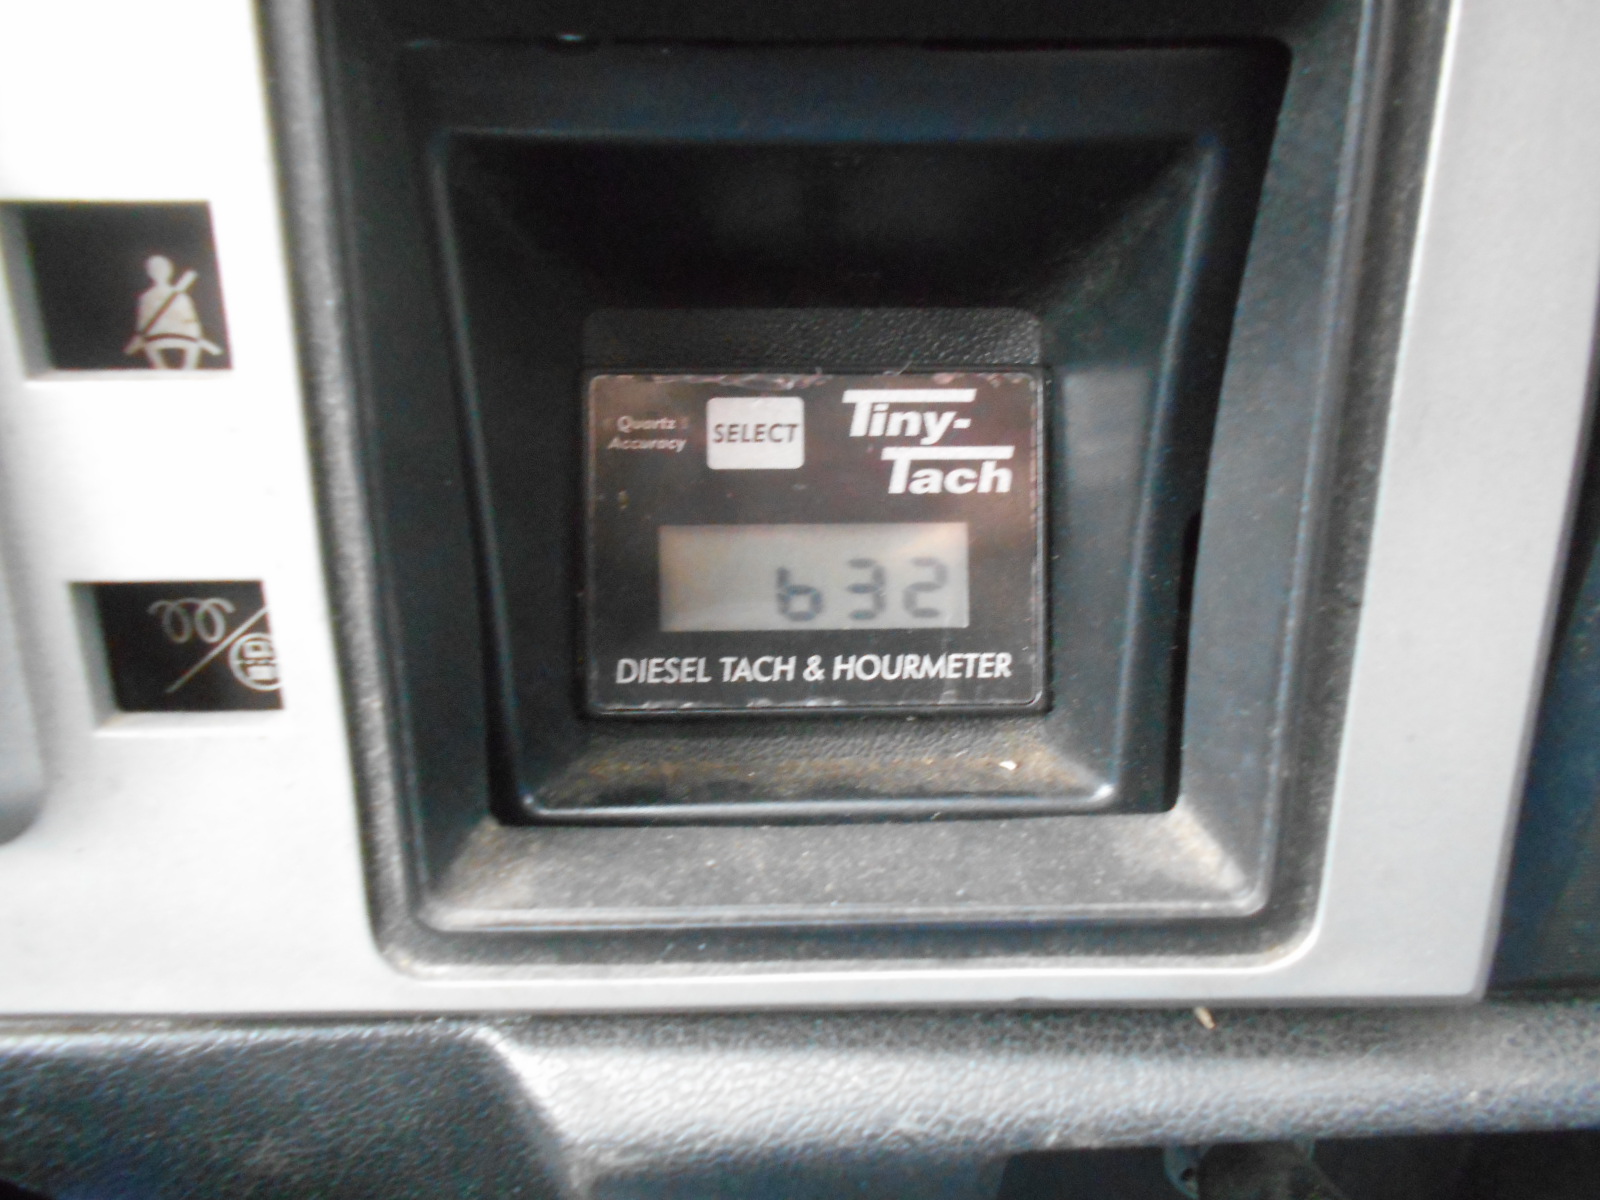 Quartz
Accuracy
SELECT
Tiny-
Tach
632
DIESEL TACH & HOURMETER